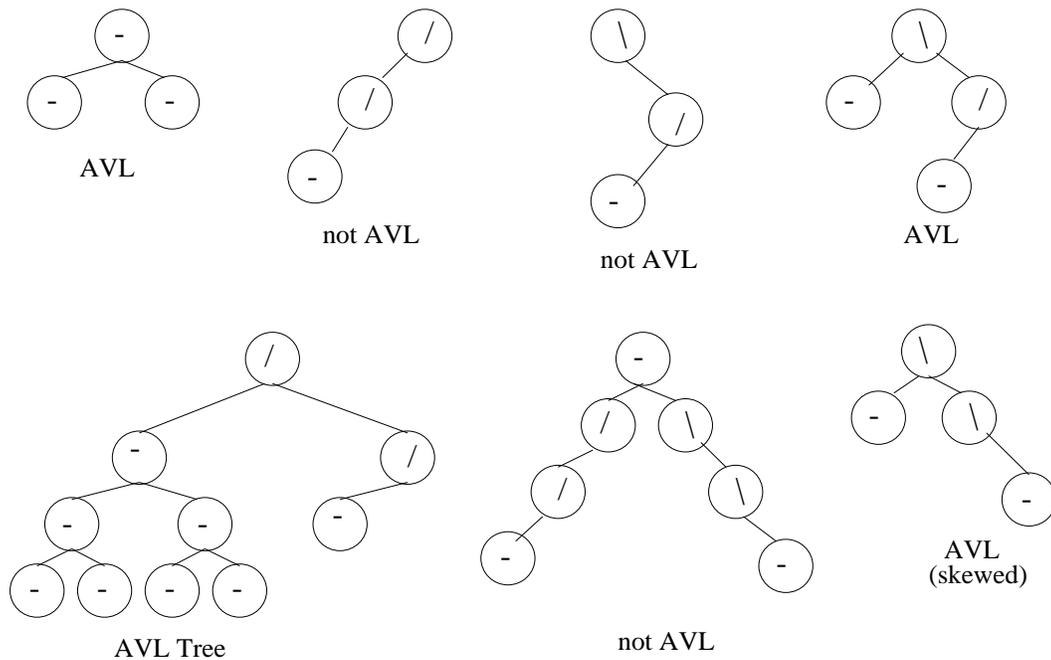 -
- -
AVL
/
/
-
not AVL
\
/
-
not AVL
\
- /
-
AVL
/
- /
- - -
- - - -
AVL Tree
-
/ \
/ \
- -
not AVL
\
- \
-
AVL
(skewed)